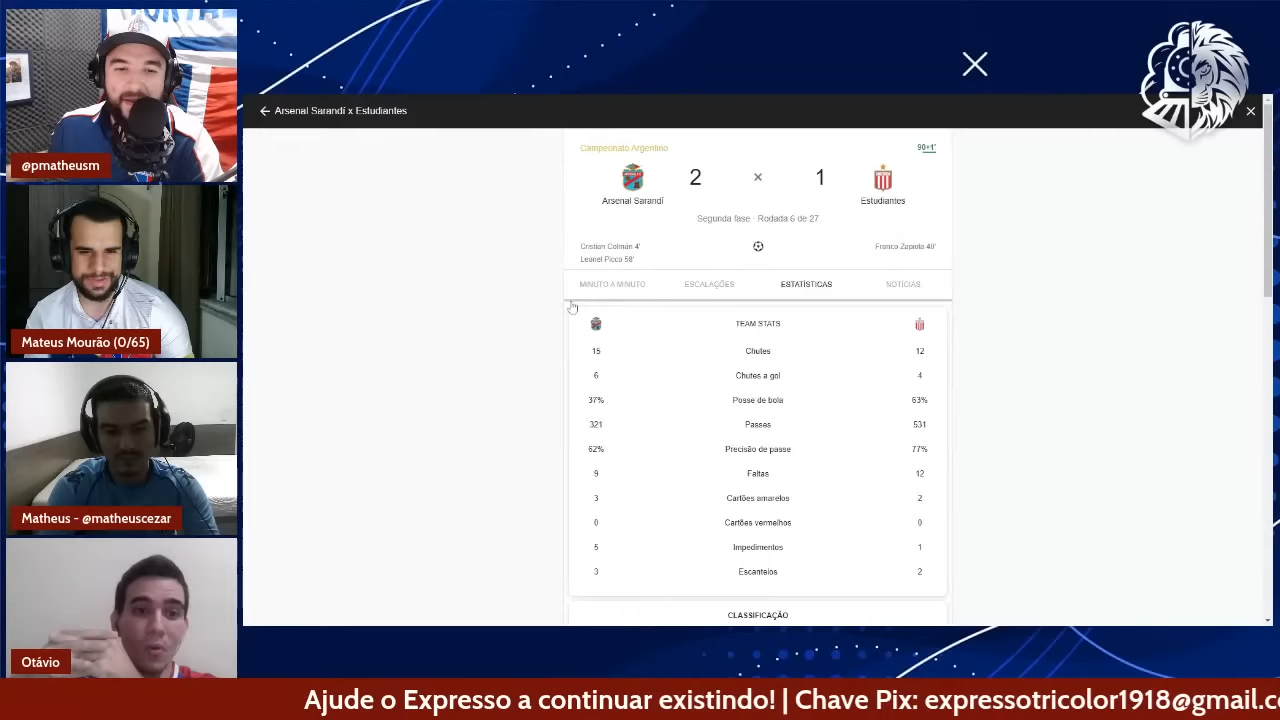 @pmatheusm
Mateus Mourão (0/65)
Matheus - @matheuscezar
Otávio
Arsenal Sarandí x Estudiantes
Campeonato Argentino
90+1'
2 × 1
Arsenal Sarandí
Estudiantes
Segunda fase · Rodada 6 de 27
Cristian Colmán 4'
Franco Zapiola 40'
Leonel Picco 58'
MINUTO A MINUTO ESCALAÇÕES ESTATÍSTICAS NOTÍCIAS
TEAM STATS
15 Chutes 12
6 Chutes a gol 4
37% Posse de bola 63%
321 Passes 531
62% Precisão de passe 77%
9 Faltas 12
3 Cartões amarelos 2
0 Cartões vermelhos 0
5 Impedimentos 1
3 Escanteios 2
CLASSIFICAÇÃO
Ajude o Expresso a continuar existindo! | Chave Pix: expressotricolor1918@gmail.c